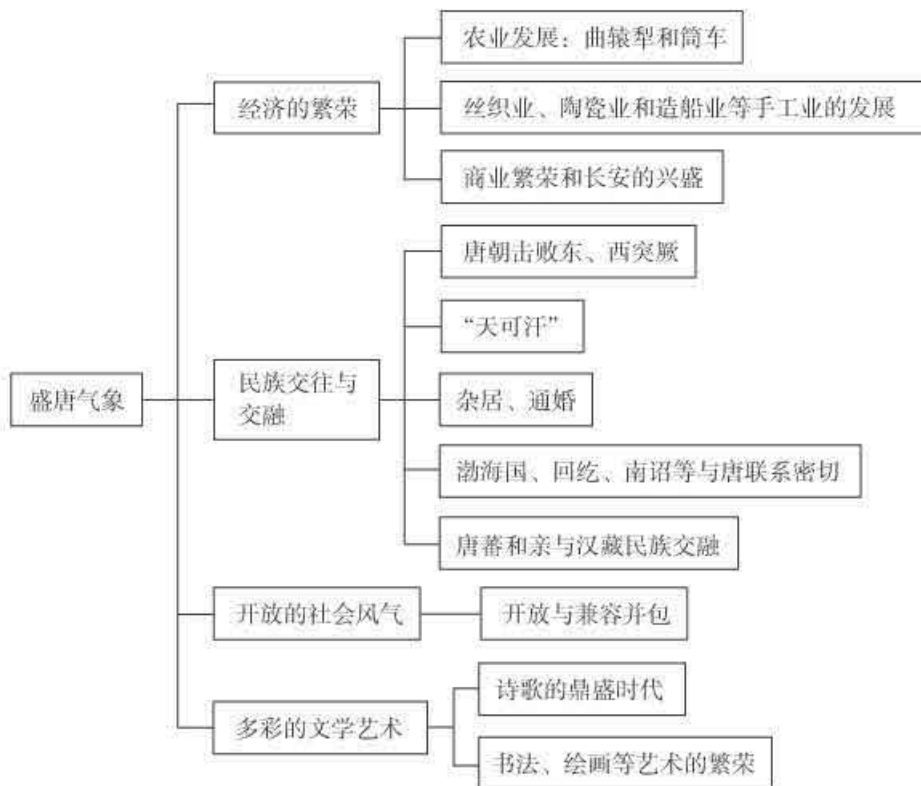 农业发展：曲辕犁和筒车
经济的繁荣
丝织业、陶瓷业和造船业等手工业的发展
商业繁荣和长安的兴盛
唐朝击败东、西突厥
“天可汗”
盛唐气象
民族交往与
交融
杂居、通婚
渤海国、回纥、南诏等与唐联系密切
唐蕃和亲与汉藏民族交融
开放的社会风气
开放与兼容并包
诗歌的鼎盛时代
多彩的文学艺术
书法、绘画等艺术的繁荣